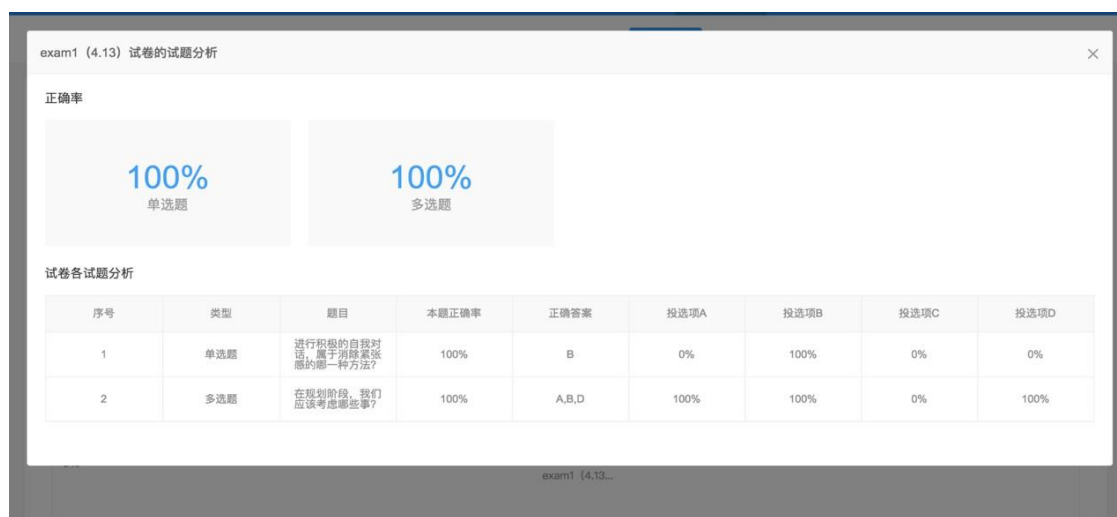 exam1（4.13）试卷的试题分析
正确率
100% 100%
单选题 多选题
试卷各试题分析
序号 类型 题目 本题正确率 正确答案 投选项A 投选项B 投选项C 投选项D
进行积极的自我对
1 单选题 话，属于消除紧张 100% B 0% 100% 0% 0%
感的哪一种方法？
2 多选题 在规划阶段，我们 100% A,B,D 100% 100% 0% 100%
应该考虑哪些事？
exam1（4.13...